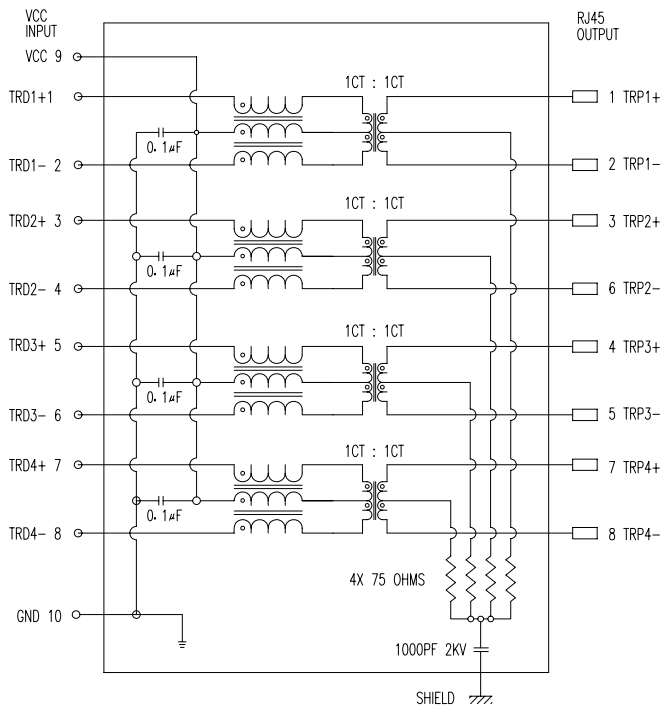 VCC
INPUT
RJ45
OUTPUT
VCC 9
TRD1+1
1CT : 1CT
1 TRP1+
0.1µF
TRD1- 2
2 TRP1-
TRD2+ 3
1CT : 1CT
3 TRP2+
0.1µF
TRD2- 4
6 TRP2-
TRD3+ 5
1CT : 1CT
4 TRP3+
0.1µF
TRD3- 6
5 TRP3-
TRD4+ 7
1CT : 1CT
7 TRP4+
0.1µF
TRD4- 8
8 TRP4-
4X 75 OHMS
GND 10
1000PF 2KV
SHIELD